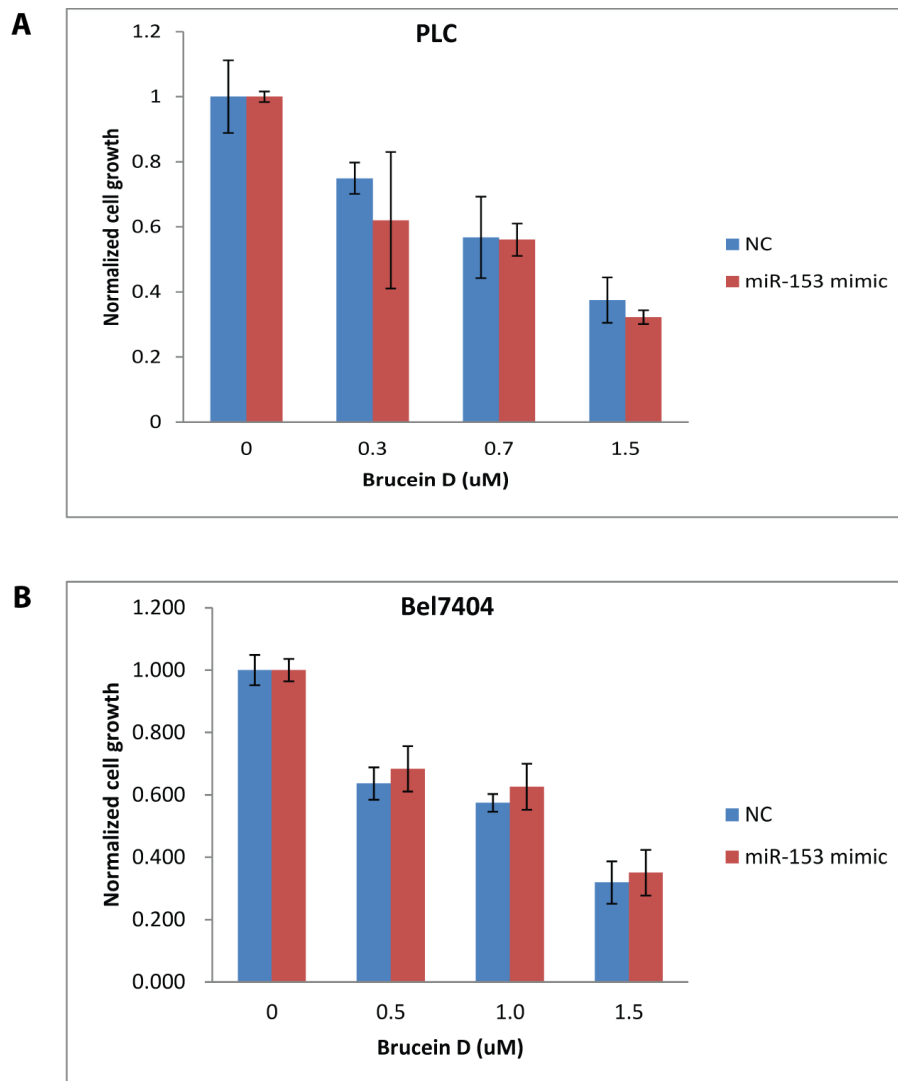 A
PLC
1.2
1
0.8
0.6
0.4
0.2
0
Normalized cell growth
0 0.3 0.7 1.5
Brucein D (uM)
NC
miR-153 mimic
B
Bel7404
1.200
1.000
0.800
0.600
0.400
0.200
0.000
Normalized cell growth
0 0.5 1.0 1.5
Brucein D (uM)
NC
miR-153 mimic